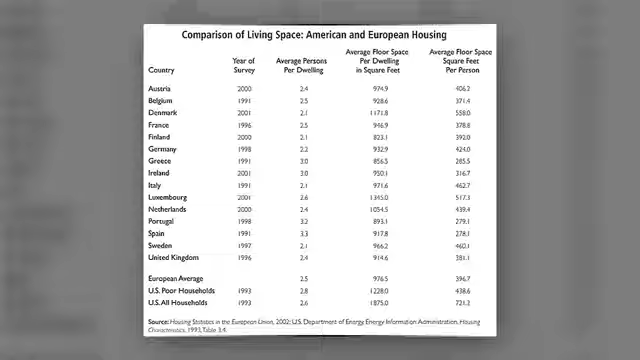 Comparison of Living Space: American and European Housing
Country Year of Survey Average Persons Per Dwelling Average Floor Space Per Dwelling in Square Feet Average Floor Space Square Feet Per Person
Austria 2000 2.4 974.9 406.2
Belgium 1991 2.5 928.6 371.4
Denmark 2001 2.1 1171.8 558.0
France 1996 2.5 946.9 378.8
Finland 2000 2.1 823.1 392.0
Germany 1998 2.2 932.9 424.0
Greece 1991 3.0 856.5 285.5
Ireland 2001 3.0 950.1 316.7
Italy 1991 2.1 971.6 462.7
Luxembourg 2001 2.6 1345.0 517.3
Netherlands 2000 2.4 1054.5 439.4
Portugal 1998 3.2 893.1 279.1
Spain 1991 3.3 917.8 278.1
Sweden 1997 2.1 966.2 460.1
United Kingdom 1996 2.4 914.6 381.1
European Average 2.5 976.5 396.7
U.S. Poor Households 1993 2.8 1228.0 438.6
U.S. All Households 1993 2.6 1875.0 721.2
Source: Housing Statistics in the European Union, 2002; U.S. Department of Energy Energy Information Administration, Housing
Characteristics, 1993, Table 3.4.